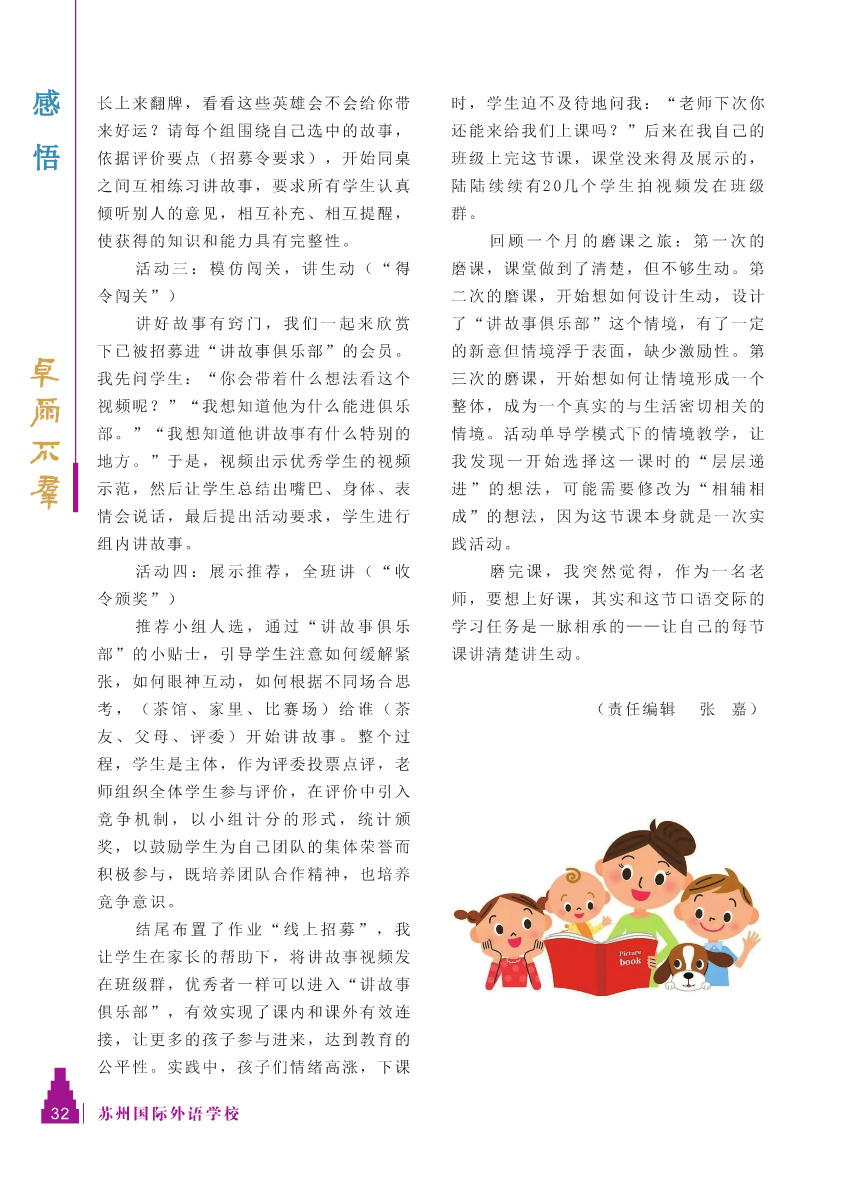 感
悟
卓尔不群
长上来翻牌，看看这些英雄会不会给你带
来好运？请每个组围绕自己选中的故事，
依据评价要点（招募令要求），开始同桌
之间互相练习讲故事，要求所有学生认真
倾听别人的意见，相互补充、相互提醒，
使获得的知识和能力具有完整性。
活动三：模仿闯关，讲生动（“得
令闯关”）
讲好故事有窍门，我们一起来欣赏
下已被招募进“讲故事俱乐部”的会员。
我先问学生：“你会带着什么想法看这个
视频呢？”“我想知道他为什么能进俱乐
部。”“我想知道他讲故事有什么特别的
地方。”于是，视频出示优秀学生的视频
示范，然后让学生总结出嘴巴、身体、表
情会说话，最后提出活动要求，学生进行
组内讲故事。
活动四：展示推荐，全班讲（“收
令颁奖”）
推荐小组人选，通过“讲故事俱乐
部”的小贴士，引导学生注意如何缓解紧
张，如何眼神互动，如何根据不同场合思
考，（茶馆、家里、比赛场）给谁（茶
友、父母、评委）开始讲故事。整个过
程，学生是主体，作为评委投票点评，老
师组织全体学生参与评价，在评价中引入
竞争机制，以小组计分的形式，统计颁
奖，以鼓励学生为自己团队的集体荣誉而
积极参与，既培养团队合作精神，也培养
竞争意识。
结尾布置了作业“线上招募”，我
让学生在家长的帮助下，将讲故事视频发
在班级群，优秀者一样可以进入“讲故事
俱乐部”，有效实现了课内和课外有效连
接，让更多的孩子参与进来，达到教育的
公平性。实践中，孩子们情绪高涨，下课
时，学生迫不及待地问我：“老师下次你
还能来给我们上课吗？”后来在我自己的
班级上完这节课，课堂没来得及展示的，
陆陆续续有20几个学生拍视频发在班级
群。
回顾一个月的磨课之旅：第一次的
磨课，课堂做到了清楚，但不够生动。第
二次的磨课，开始想如何设计生动，设计
了“讲故事俱乐部”这个情境，有了一定
的新意但情境浮于表面，缺少激励性。第
三次的磨课，开始想如何让情境形成一个
整体，成为一个真实的与生活密切相关的
情境。活动单导学模式下的情境教学，让
我发现一开始选择这一课时的“层层递
进”的想法，可能需要修改为“相辅相
成”的想法，因为这节课本身就是一次实
践活动。
磨完课，我突然觉得，作为一名老
师，要想上好课，其实和这节口语交际的
学习任务是一脉相承的——让自己的每节
课讲清楚讲生动。
（责任编辑 张 嘉）
Picture
book
32 苏州国际外语学校